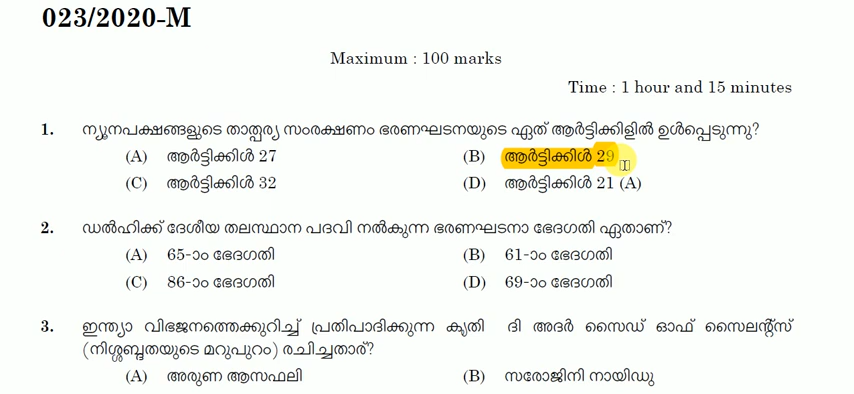 023/2020-M
Maximum : 100 marks
Time : 1 hour and 15 minutes
1. ന്യൂനപക്ഷങ്ങളുടെ താത്പര്യ സംരക്ഷണം ഭരണഘടനയുടെ ഏത് ആർട്ടിക്കിളിൽ ഉൾപ്പെടുന്നു?
(A) ആർട്ടിക്കിൾ 27 (B) ആർട്ടിക്കിൾ 29
(C) ആർട്ടിക്കിൾ 32 (D) ആർട്ടിക്കിൾ 21 (A)
2. ഡൽഹിക്ക് ദേശീയ തലസ്ഥാന പദവി നൽകുന്ന ഭരണഘടനാ ഭേദഗതി ഏതാണ്?
(A) 65-ാം ഭേദഗതി (B) 61-ാം ഭേദഗതി
(C) 86-ാം ഭേദഗതി (D) 69-ാം ഭേദഗതി
3. ഇന്ത്യാ വിഭജനത്തെക്കുറിച്ച് പ്രതിപാദിക്കുന്ന കൃതി ദി അദർ സൈഡ് ഓഫ് സൈലന്റ്സ്
(നിശ്ശബ്ദതയുടെ മറുപുറം) രചിച്ചതാര്?
(A) അരുണ ആസഫലി (B) സരോജിനി നായിഡു